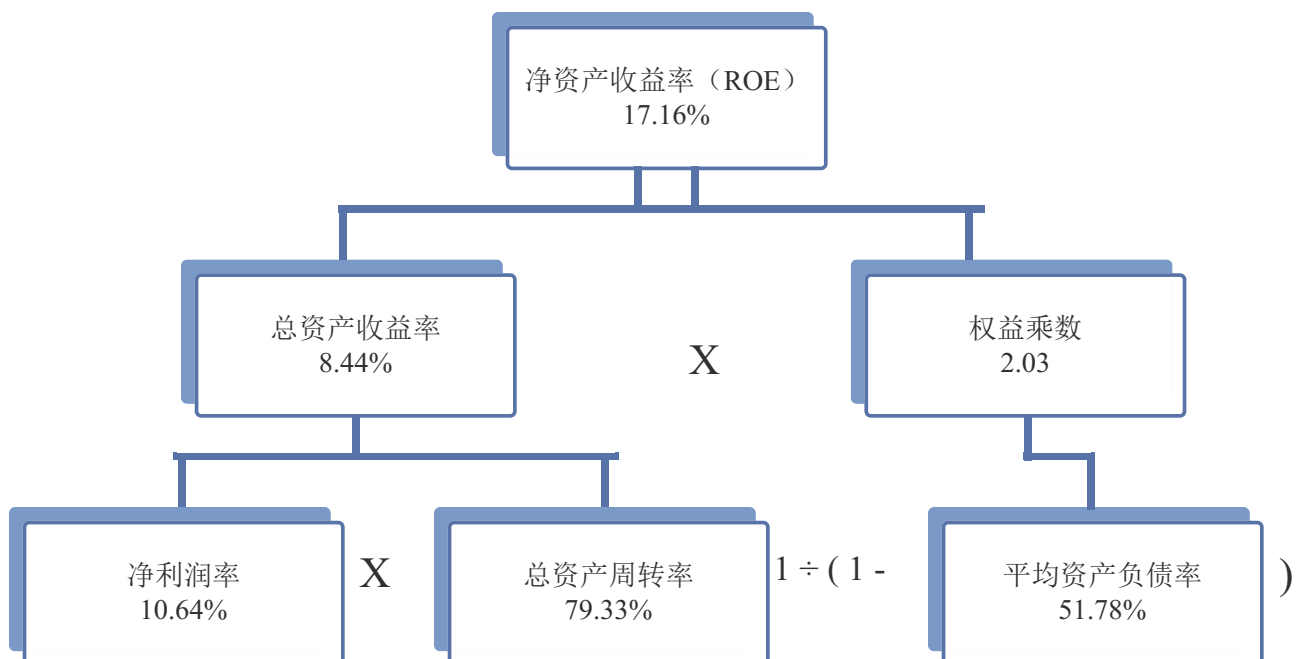 净资产收益率（ROE）
17.16%
总资产收益率
8.44%
X
权益乘数
2.03
净利润率
10.64%
X
总资产周转率
79.33%
1 ÷ ( 1 -
平均资产负债率
51.78%
)